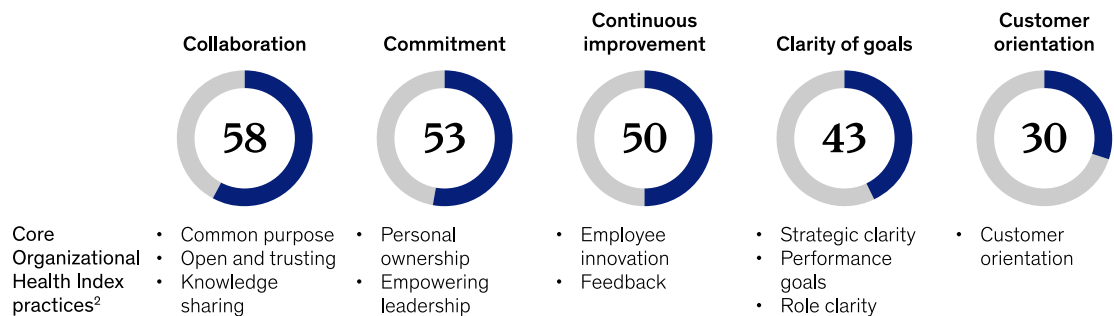 Collaboration
Commitment
Continuous
improvement
Clarity of goals
Customer
orientation
58
53
50
43
30
Core
Organizational
Health Index
practices²
• Common purpose
• Open and trusting
• Knowledge
sharing
• Personal
ownership
• Empowering
leadership
• Employee
innovation
• Feedback
• Strategic clarity
• Performance
goals
• Role clarity
• Customer
orientation